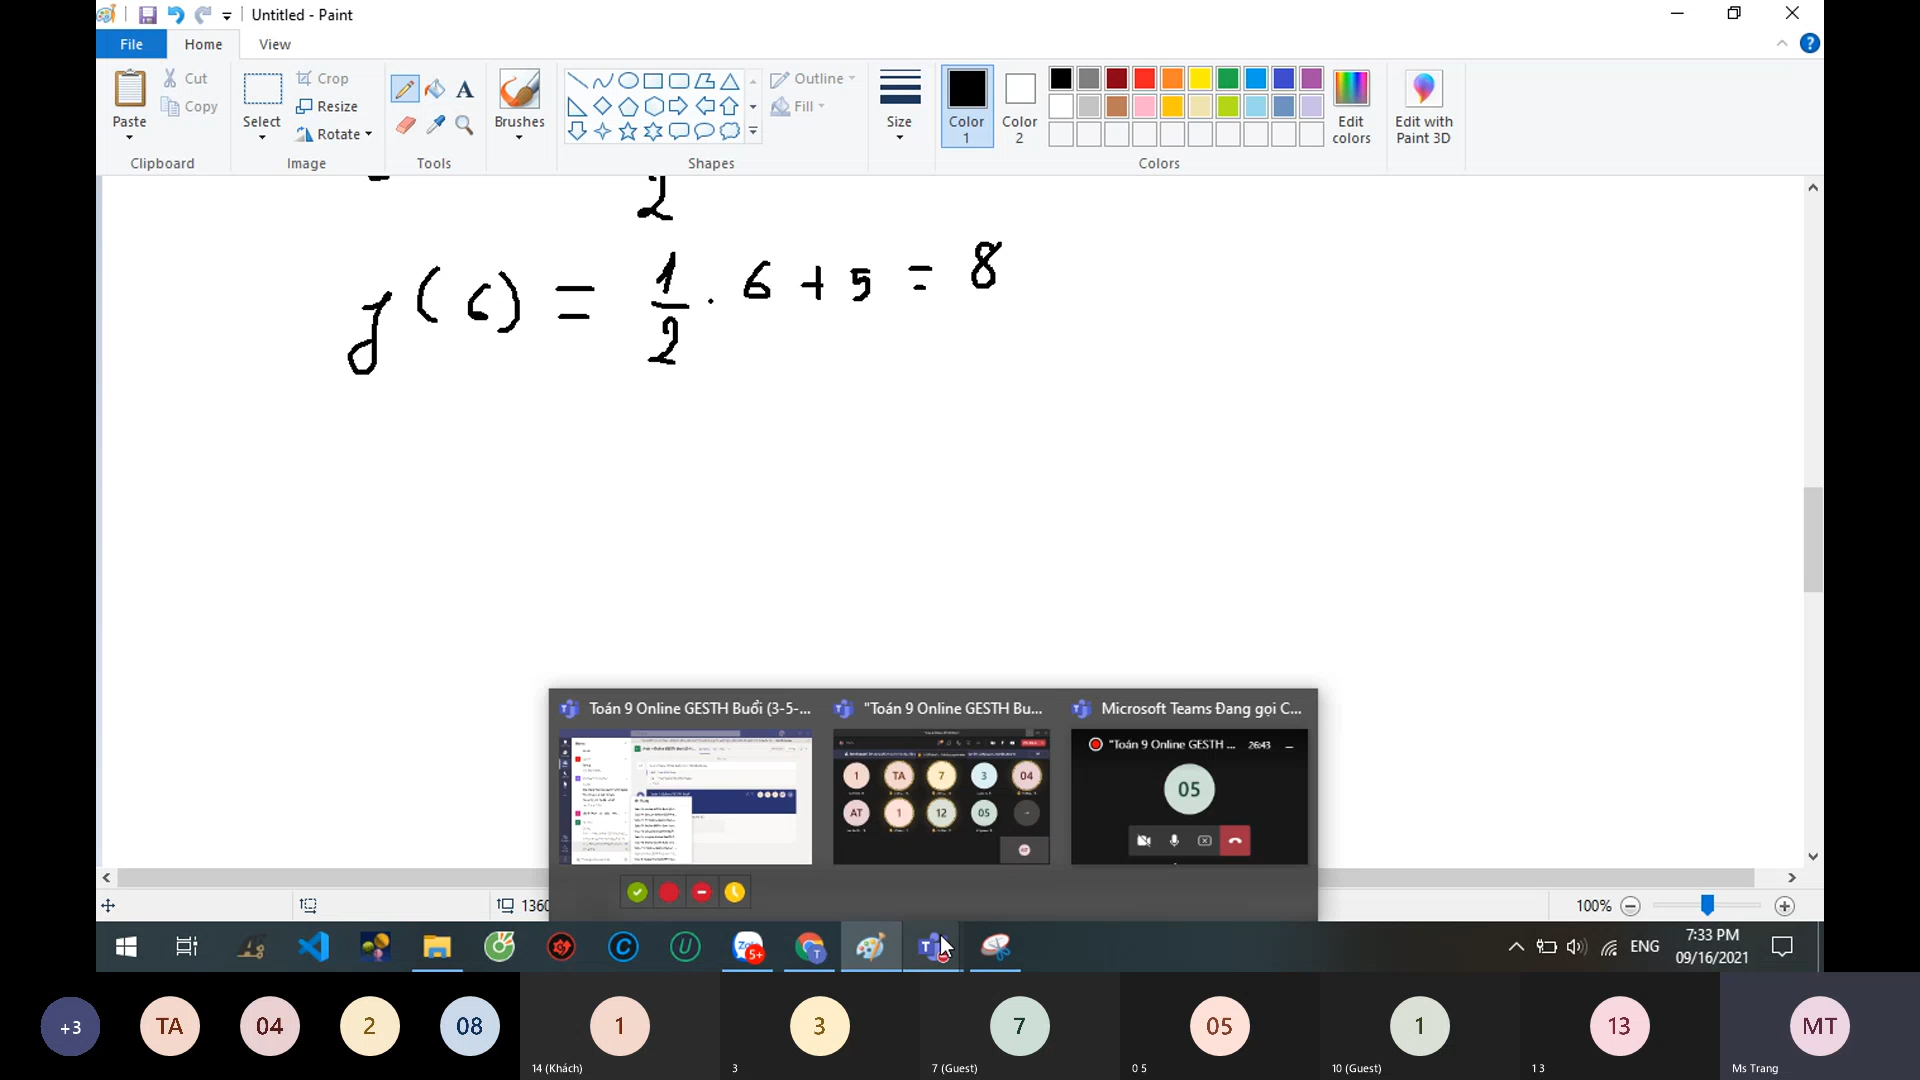 Untitled - Paint
File Home View
Paste
Cut
Copy
Clipboard
Select
Crop
Resize
Rotate
Image
A
Tools
Brushes
Shapes
Outline
Fill
Size
Color 1
Color 2
Colors
Edit colors
Edit with Paint 3D
2
f(6) = 1/2 . 6 + 5 = 8
Toán 9 Online GESTH Buổi (3-5-...
"Toán 9 Online GESTH Bu...
Microsoft Teams Đang gọi C...
1 TA 7 3 04
AT 1 12 05
"Toán 9 Online GESTH ... 26:43
05
1360
100%
5+
ENG
7:33 PM
09/16/2021
+3 TA 04 2 08 1 3 7 05 1 13 MT
14 (Khách) 3 7 (Guest) 0 5 10 (Guest) 1 3 Ms Trang